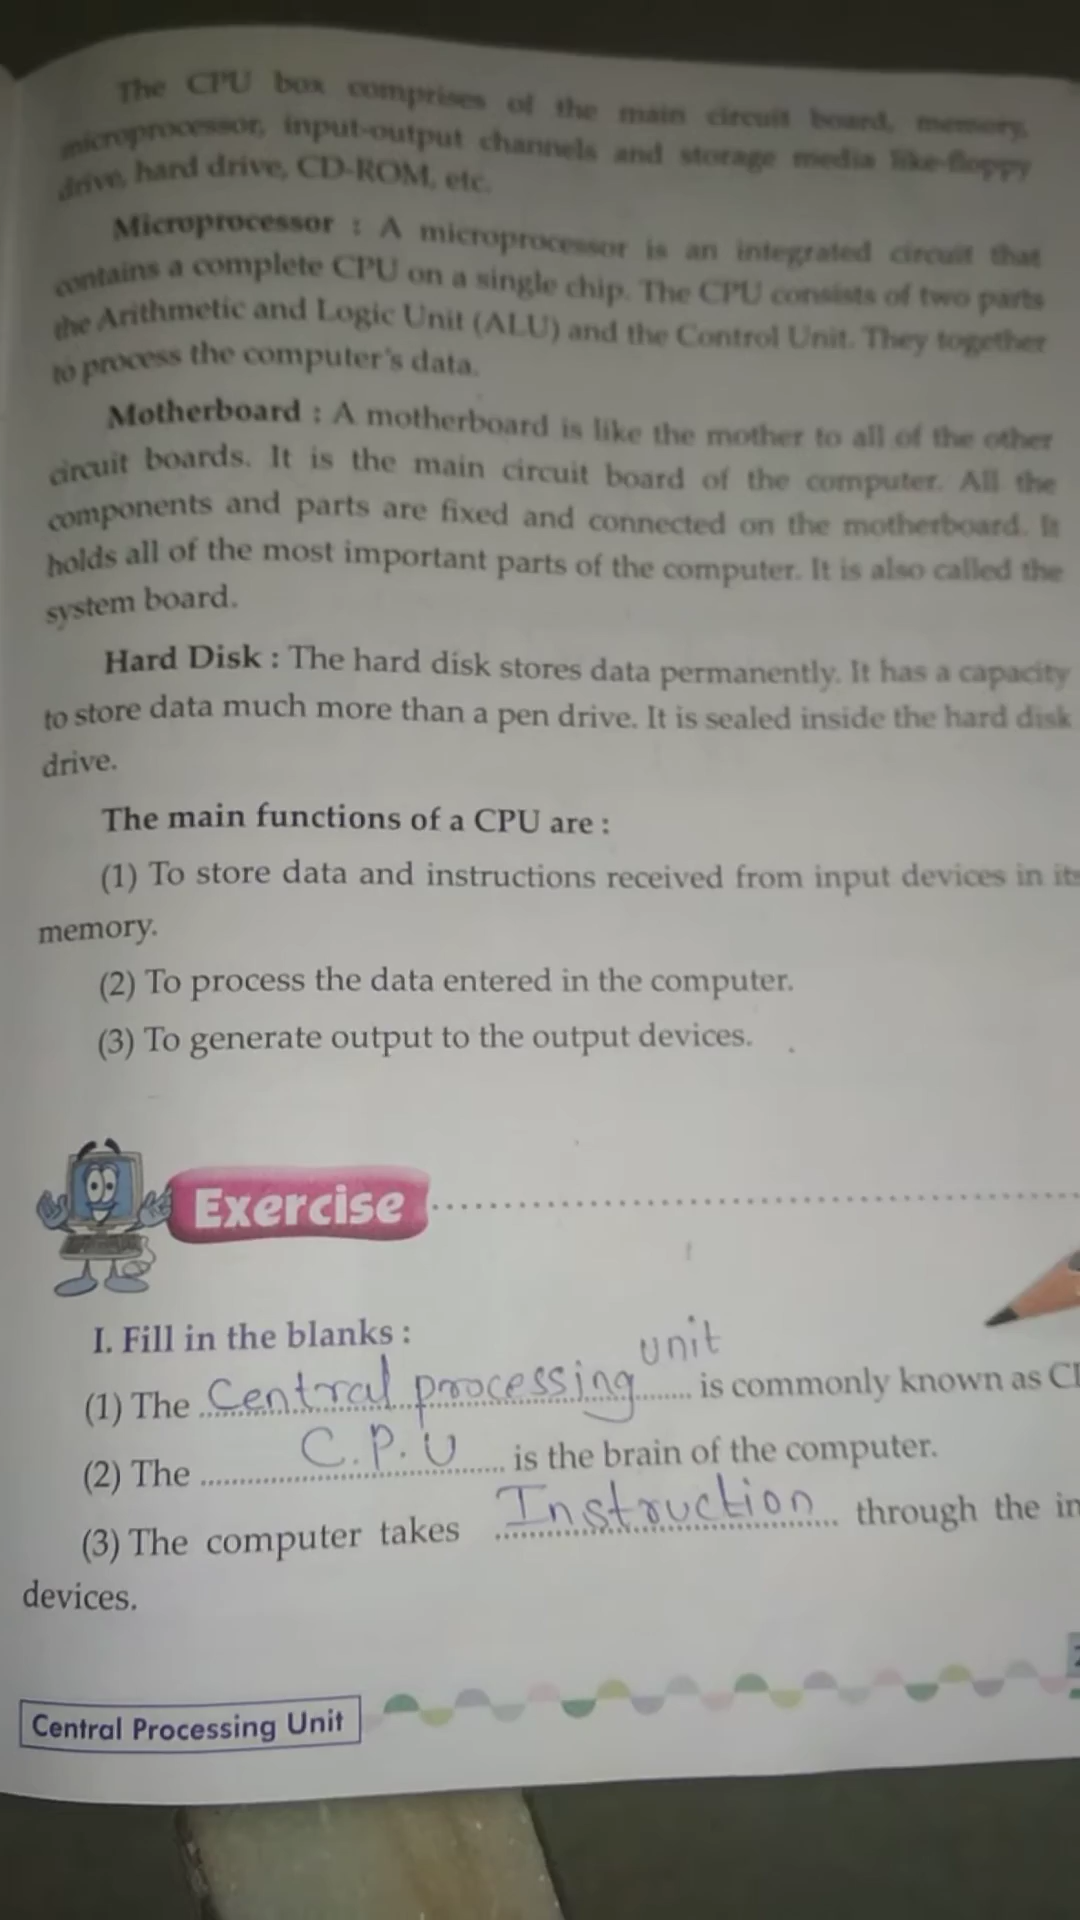 The CPU box comprises of the main circuit board, memory,
microprocessor, input-output channels and storage media like-floppy
drive, hard drive, CD-ROM, etc.
Microprocessor : A microprocessor is an integrated circuit that
contains a complete CPU on a single chip. The CPU consists of two parts
the Arithmetic and Logic Unit (ALU) and the Control Unit. They together
to process the computer's data.
Motherboard : A motherboard is like the mother to all of the other
circuit boards. It is the main circuit board of the computer. All the
components and parts are fixed and connected on the motherboard. It
holds all of the most important parts of the computer. It is also called the
system board.
Hard Disk : The hard disk stores data permanently. It has a capacity
to store data much more than a pen drive. It is sealed inside the hard disk
drive.
The main functions of a CPU are :
(1) To store data and instructions received from input devices in its
memory.
(2) To process the data entered in the computer.
(3) To generate output to the output devices.
Exercise
I. Fill in the blanks :
unit
(1) The Central processing is commonly known as
(2) The C.P.U is the brain of the computer.
(3) The computer takes Instruction through the
devices.
Central Processing Unit